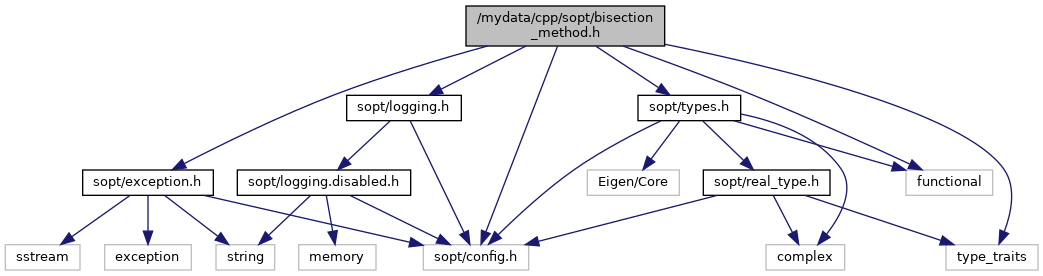 /mydata/cpp/sopt/bisection
_method.h
sopt/logging.h
sopt/types.h
sopt/exception.h
sopt/logging.disabled.h
Eigen/Core
sopt/real_type.h
functional
sstream
exception
string
memory
sopt/config.h
complex
type_traits